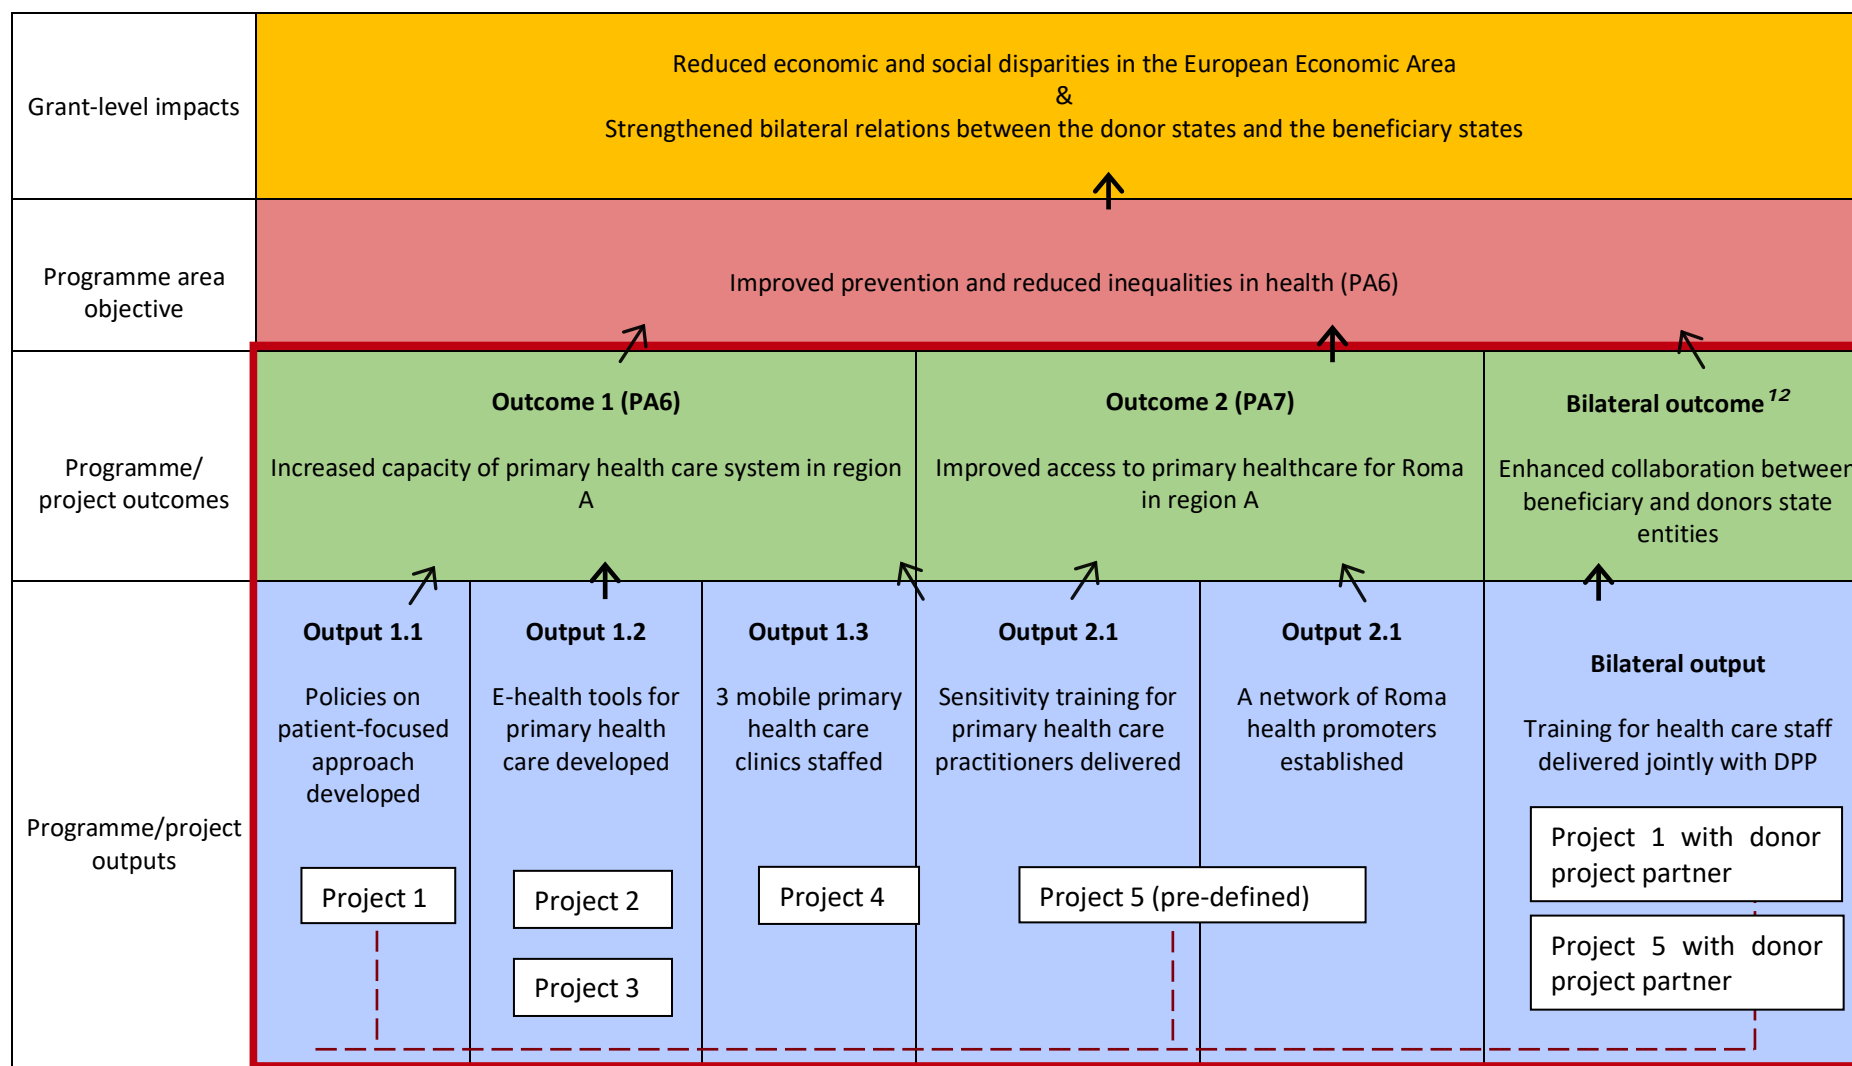 Grant-level impacts
Reduced economic and social disparities in the European Economic Area
&
Strengthened bilateral relations between the donor states and the beneficiary states
Programme area
objective
Improved prevention and reduced inequalities in health (PA6)
Programme/
project outcomes
Outcome 1 (PA6)
Increased capacity of primary health care system in region
A
Outcome 2 (PA7)
Improved access to primary healthcare for Roma
in region A
Bilateral outcome¹²
Enhanced collaboration between
beneficiary and donors state
entities
Programme/project
outputs
Output 1.1
Policies on
patient-focused
approach
developed
Project 1
Output 1.2
E-health tools for
primary health
care developed
Project 2
Project 3
Output 1.3
3 mobile primary
health care
clinics staffed
Project 4
Output 2.1
Sensitivity training for
primary health care
practitioners delivered
Output 2.1
A network of Roma
health promoters
established
Project 5 (pre-defined)
Bilateral output
Training for health care staff
delivered jointly with DPP
Project 1 with donor
project partner
Project 5 with donor
project partner